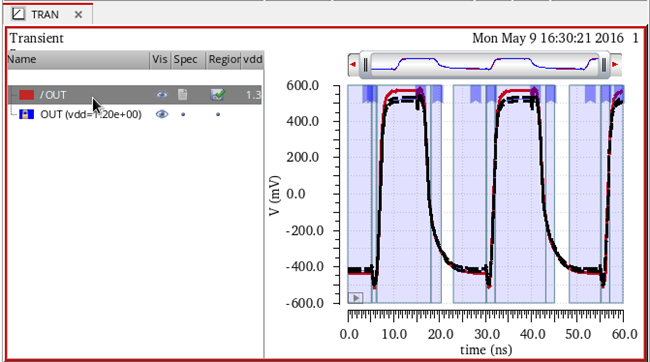 TRAN
Transient
Mon May 9 16:30:21 2016 1
Name Vis Spec Region vdd
/OUT 1.3
OUT (vdd=1.20e+00)
600.0
400.0
200.0
0.0
-200.0
-400.0
-600.0
V (mV)
0.0 10.0 20.0 30.0 40.0 50.0 60.0
time (ns)